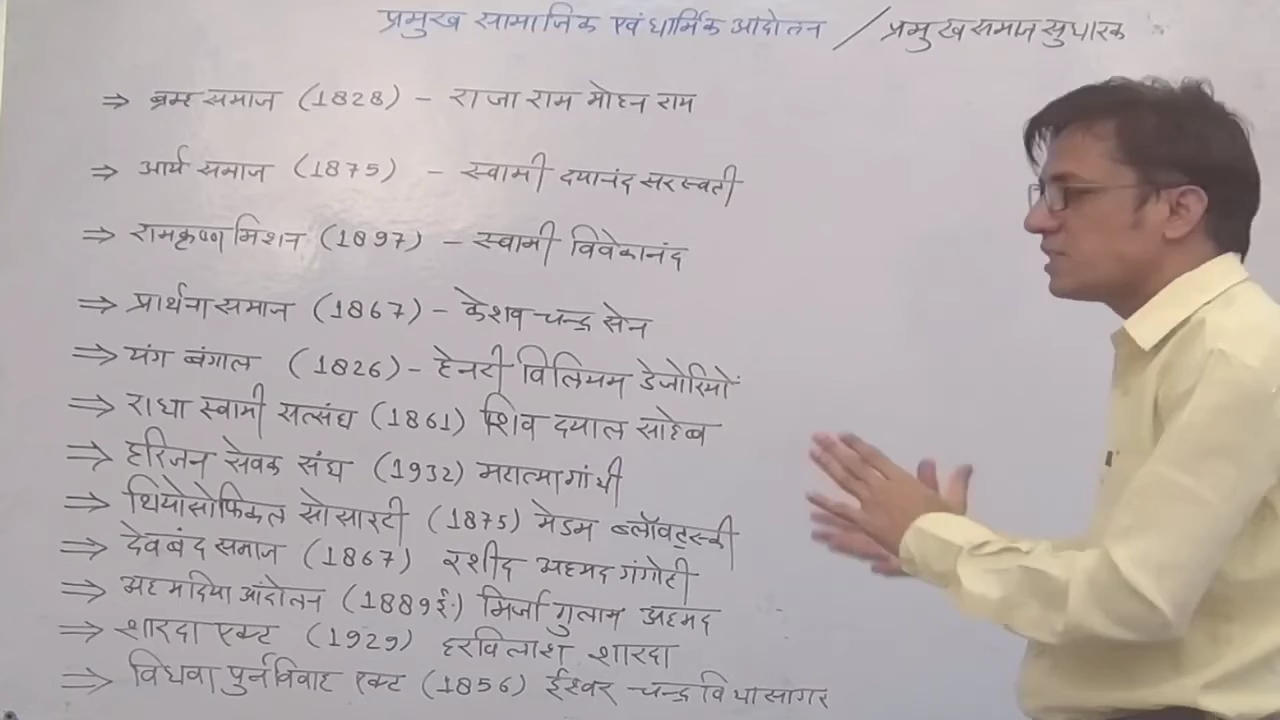 प्रमुख सामाजिक एवं धार्मिक आंदोलन / प्रमुख समाज सुधारक
⇒ ब्रम्ह समाज (1828) - राजा राम मोहन राम
⇒ आर्य समाज (1875) - स्वामी दयानंद सरस्वती
⇒ रामकृष्ण मिशन (1897) - स्वामी विवेकानंद
⇒ प्रार्थना समाज (1867) - केशव चन्द्र सेन
⇒ यंग बंगाल (1826) - हेनरी विलियम डेजोरियों
⇒ राधा स्वामी सत्संघ (1861) शिव दयाल साहेब
⇒ हरिजन सेवक संघ (1932) महात्मा गांधी
⇒ थियोसोफिकल सोसाइटी (1875) मेडम ब्लॉवट्स्की
⇒ देवबंद समाज (1867) रशीद अहमद गंगोटी
⇒ अहमदिया आंदोलन (1889ई.) मिर्जा गुलाम अहमद
⇒ शारदा एक्ट (1929) हरविलाश शारदा
⇒ विधवा पुर्नविवाह एक्ट (1856) ईश्वर चन्द्र विधासागर